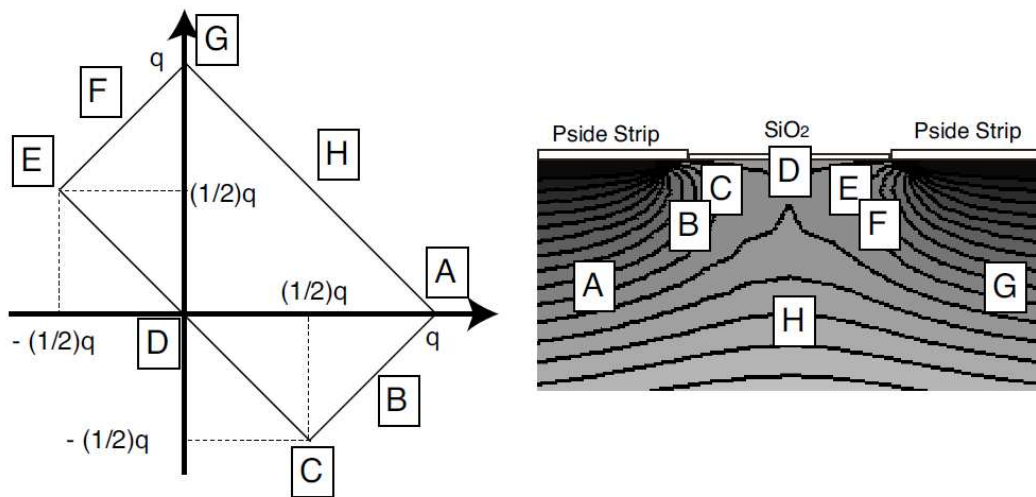 G
q
F
E
H
(1/2)q
A
(1/2)q
- (1/2)q
D
q
B
- (1/2)q
C
Pside Strip
SiO2
Pside Strip
D
C
E
B
F
A
G
H